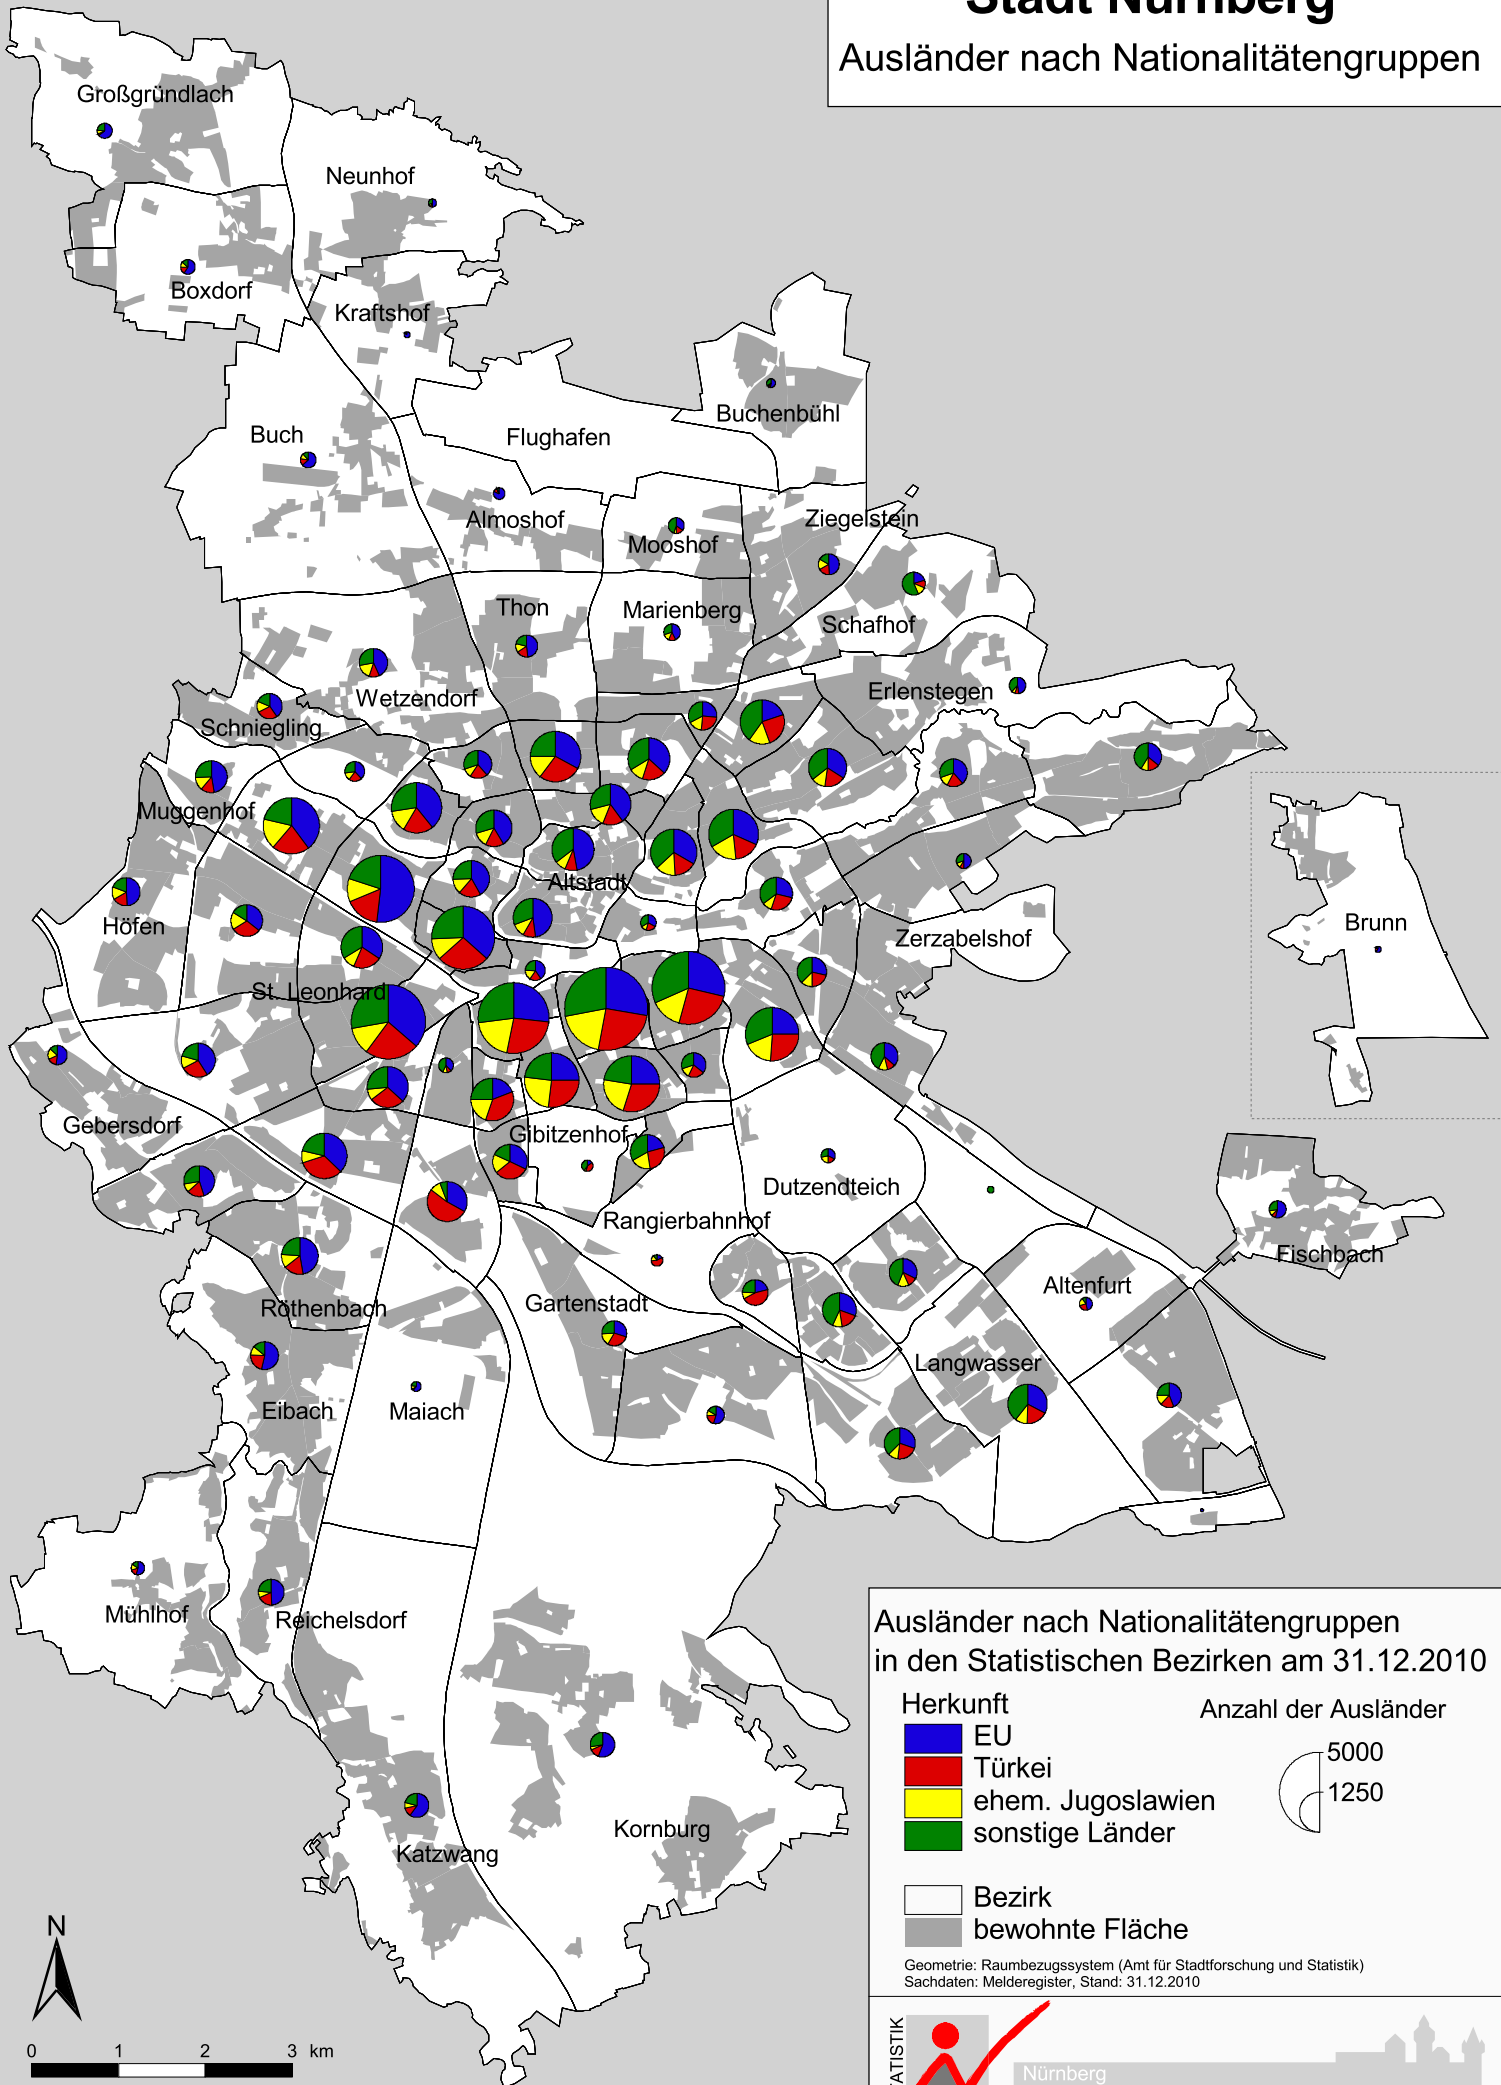 Stadt Nürnberg
Ausländer nach Nationalitätengruppen
Großgründlach
Neunhof
Boxdorf
Kraftshof
Buchenbühl
Buch
Flughafen
Almoshof
Ziegelstein
Mooshof
Thon
Marienberg
Schafhof
Wetzendorf
Erlenstegen
Schniegling
Muggenhof
Altstadt
Höfen
Brunn
Zerzabelshof
St. Leonhard
Gebersdorf
Gibitzenhof
Dutzendteich
Rangierbahnhof
Fischbach
Altenfurt
Röthenbach
Gartenstadt
Langwasser
Eibach
Maiach
Mühlhof
Reichelsdorf
Kornburg
Katzwang
Ausländer nach Nationalitätengruppen
in den Statistischen Bezirken am 31.12.2010
Herkunft
Anzahl der Ausländer
EU
Türkei
ehem. Jugoslawien
sonstige Länder
5000
1250
Bezirk
bewohnte Fläche
Geometrie: Raumbezugssystem (Amt für Stadtforschung und Statistik)
Sachdaten: Melderegister, Stand: 31.12.2010
N
0 1 2 3 km
ATISTIK
Nürnberg